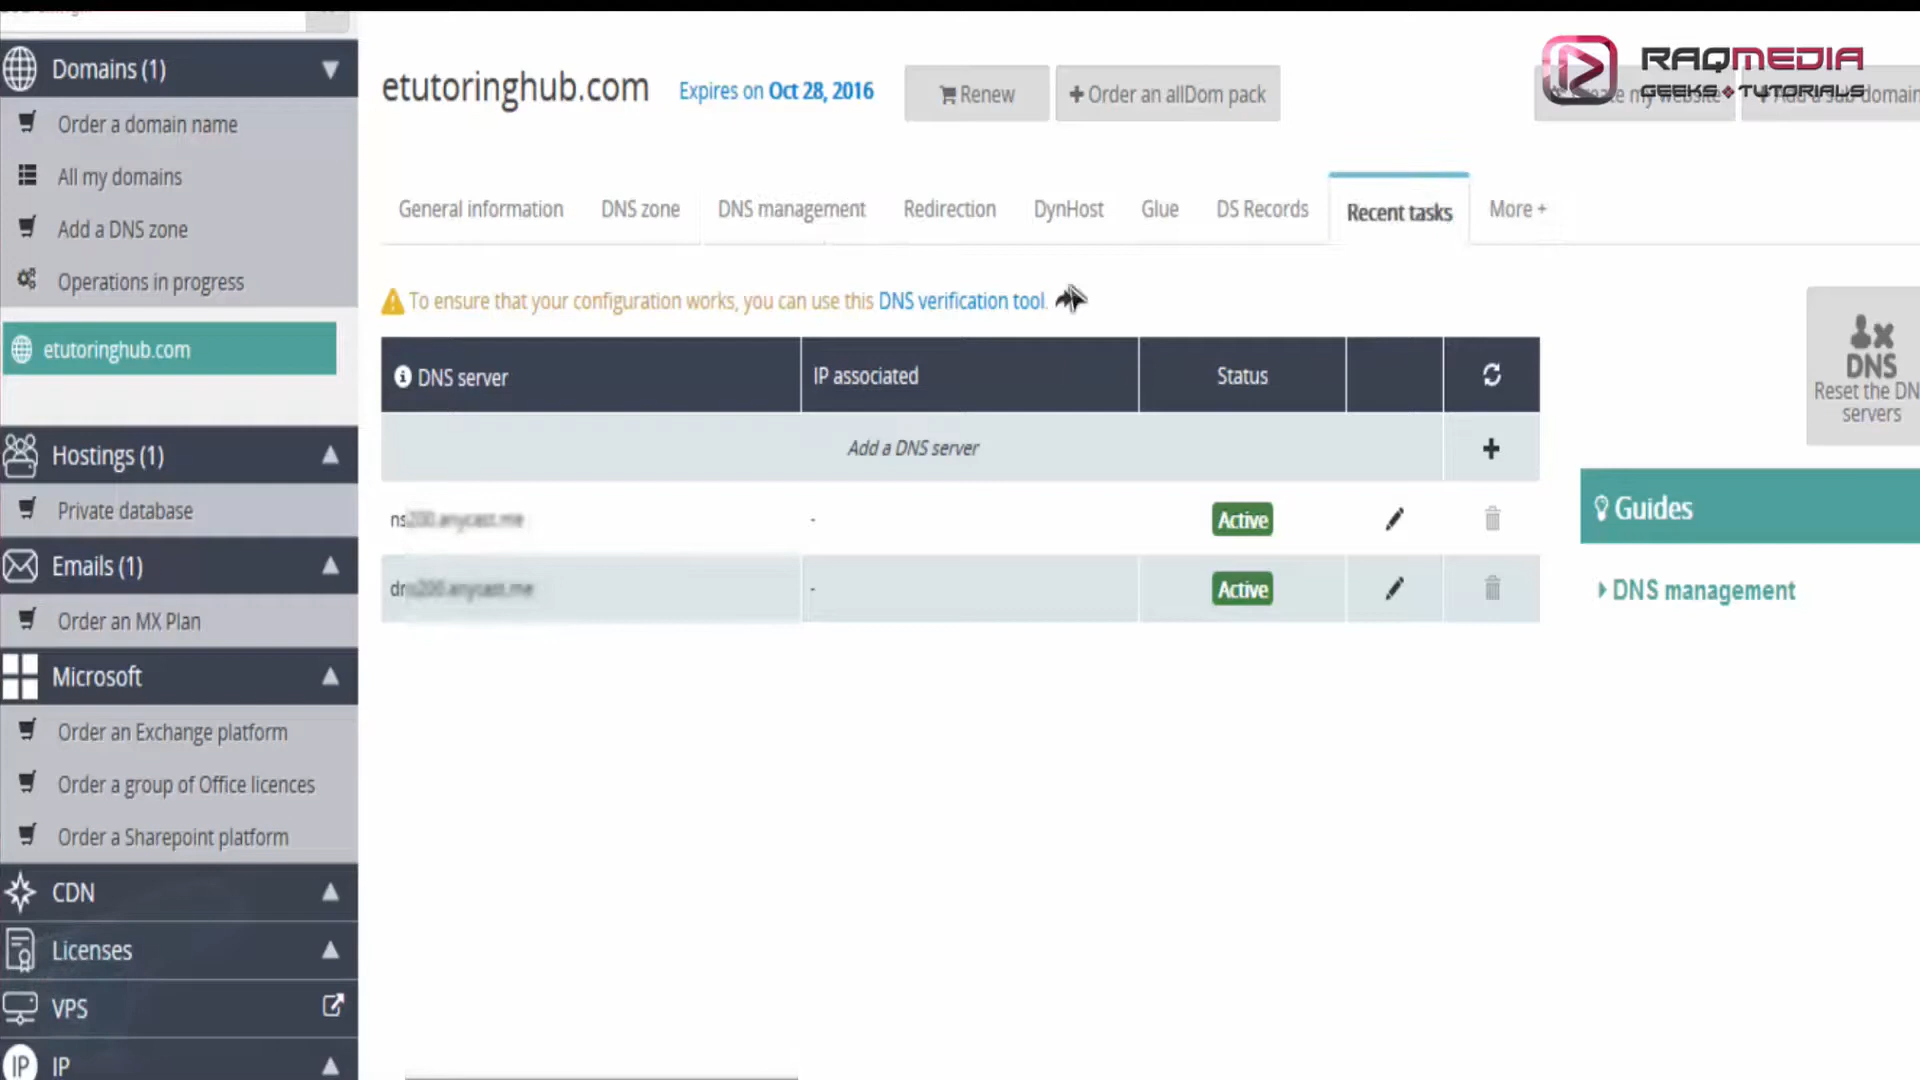 Domains (1)
Order a domain name
All my domains
Add a DNS zone
Operations in progress
etutoringhub.com
Hostings (1)
Private database
Emails (1)
Order an MX Plan
Microsoft
Order an Exchange platform
Order a group of Office licences
Order a Sharepoint platform
CDN
Licenses
VPS
IP IP
etutoringhub.com
Expires on Oct 28, 2016
Renew
+ Order an allDom pack
RAQMEDIA
GEEKS TUTORIALS
General information
DNS zone
DNS management
Redirection
DynHost
Glue
DS Records
Recent tasks
More +
To ensure that your configuration works, you can use this DNS verification tool.
DNS server
IP associated
Status
Add a DNS server
+
-
Active
-
Active
DNS
Reset the DN
servers
Guides
DNS management